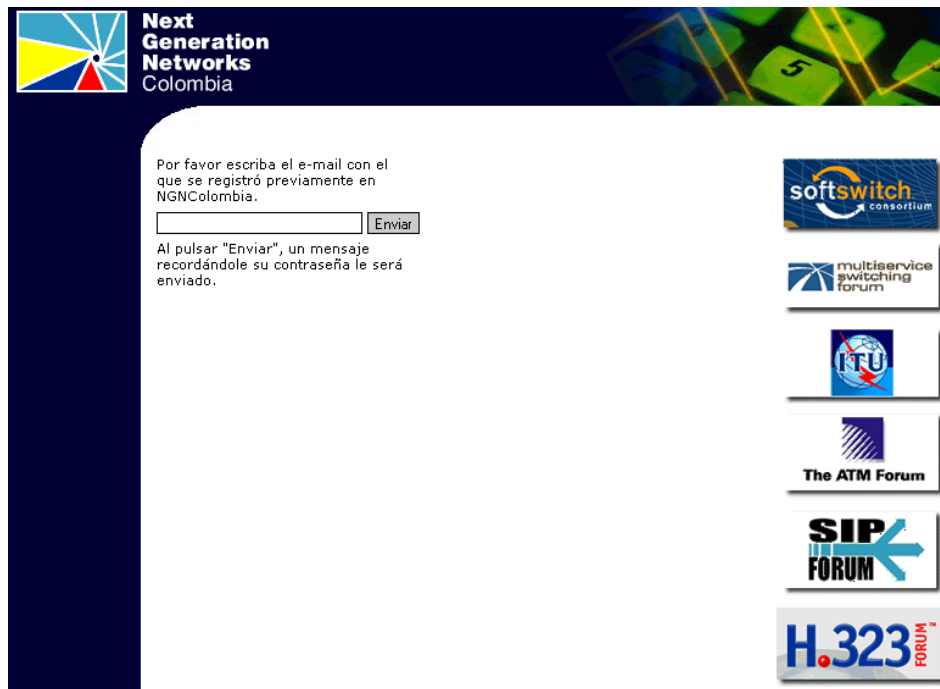 Next
Generation
Networks
Colombia
5
Por favor escriba el e-mail con el
que se registró previamente en
NGNColombia.
Enviar
Al pulsar "Enviar", un mensaje
recordándole su contraseña le será
enviado.
softswitch
consortium
multiservice
switching
forum
ITU
The ATM Forum
SIP
FORUM
H.323 FORUM™